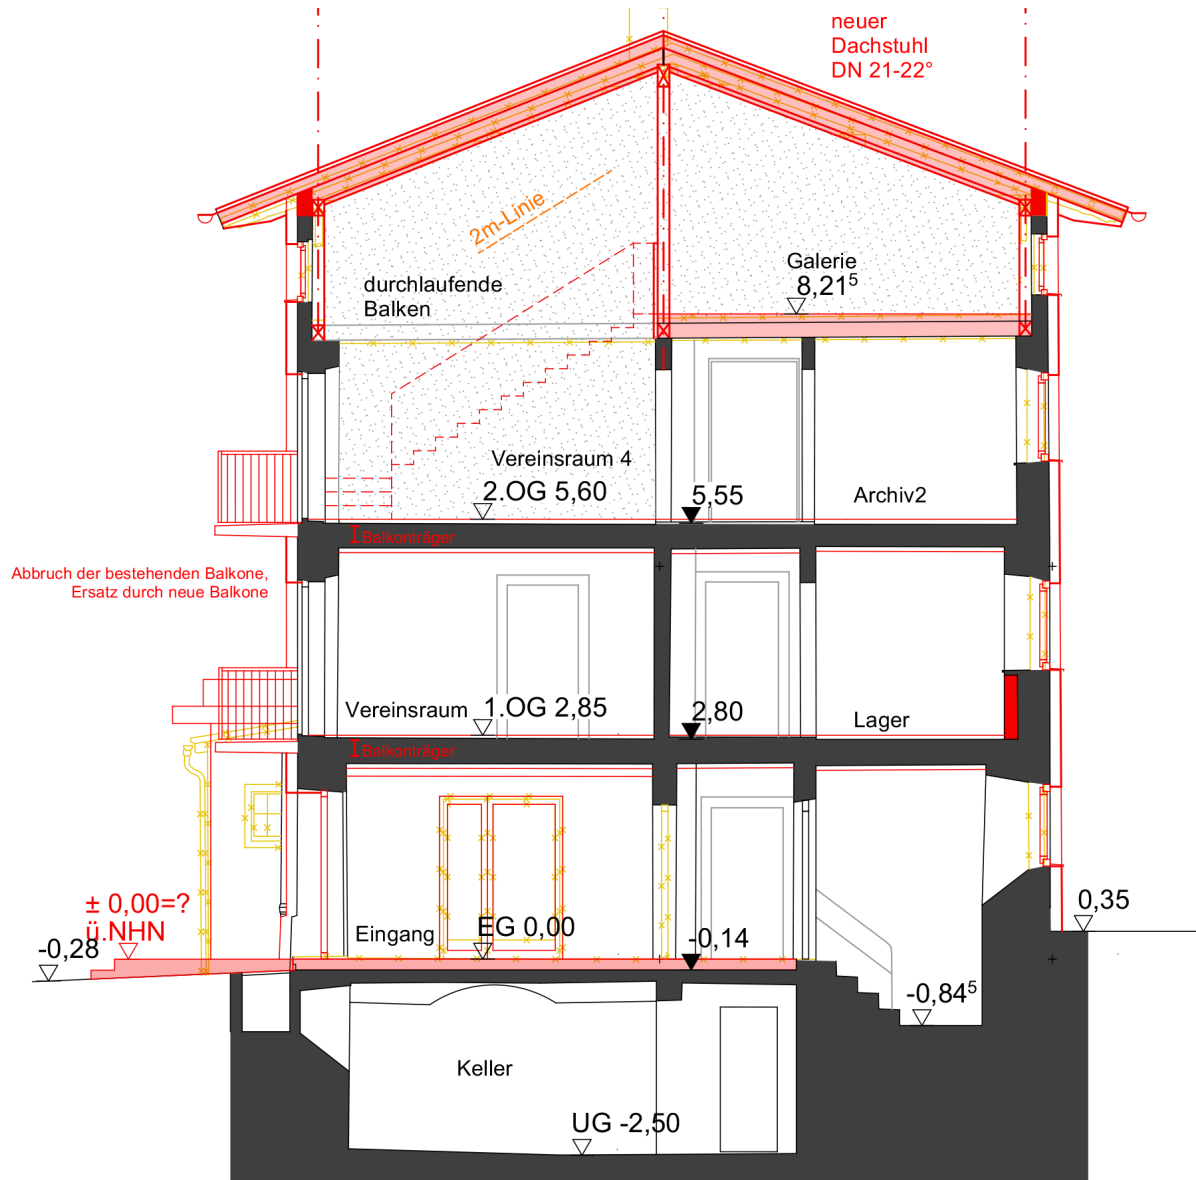 neuer
Dachstuhl
DN 21-22°
2m-Linie
Galerie
8,21⁵
durchlaufende
Balken
Vereinsraum 4
2.OG 5,60
5,55
Archiv2
Balkonträger
Abbruch der bestehenden Balkone,
Ersatz durch neue Balkone
Vereinsraum
1.OG 2,85
2,80
Lager
Balkonträger
± 0,00=?
ü.NHN
-0,28
Eingang
EG 0,00
-0,14
0,35
-0,84⁵
Keller
UG -2,50